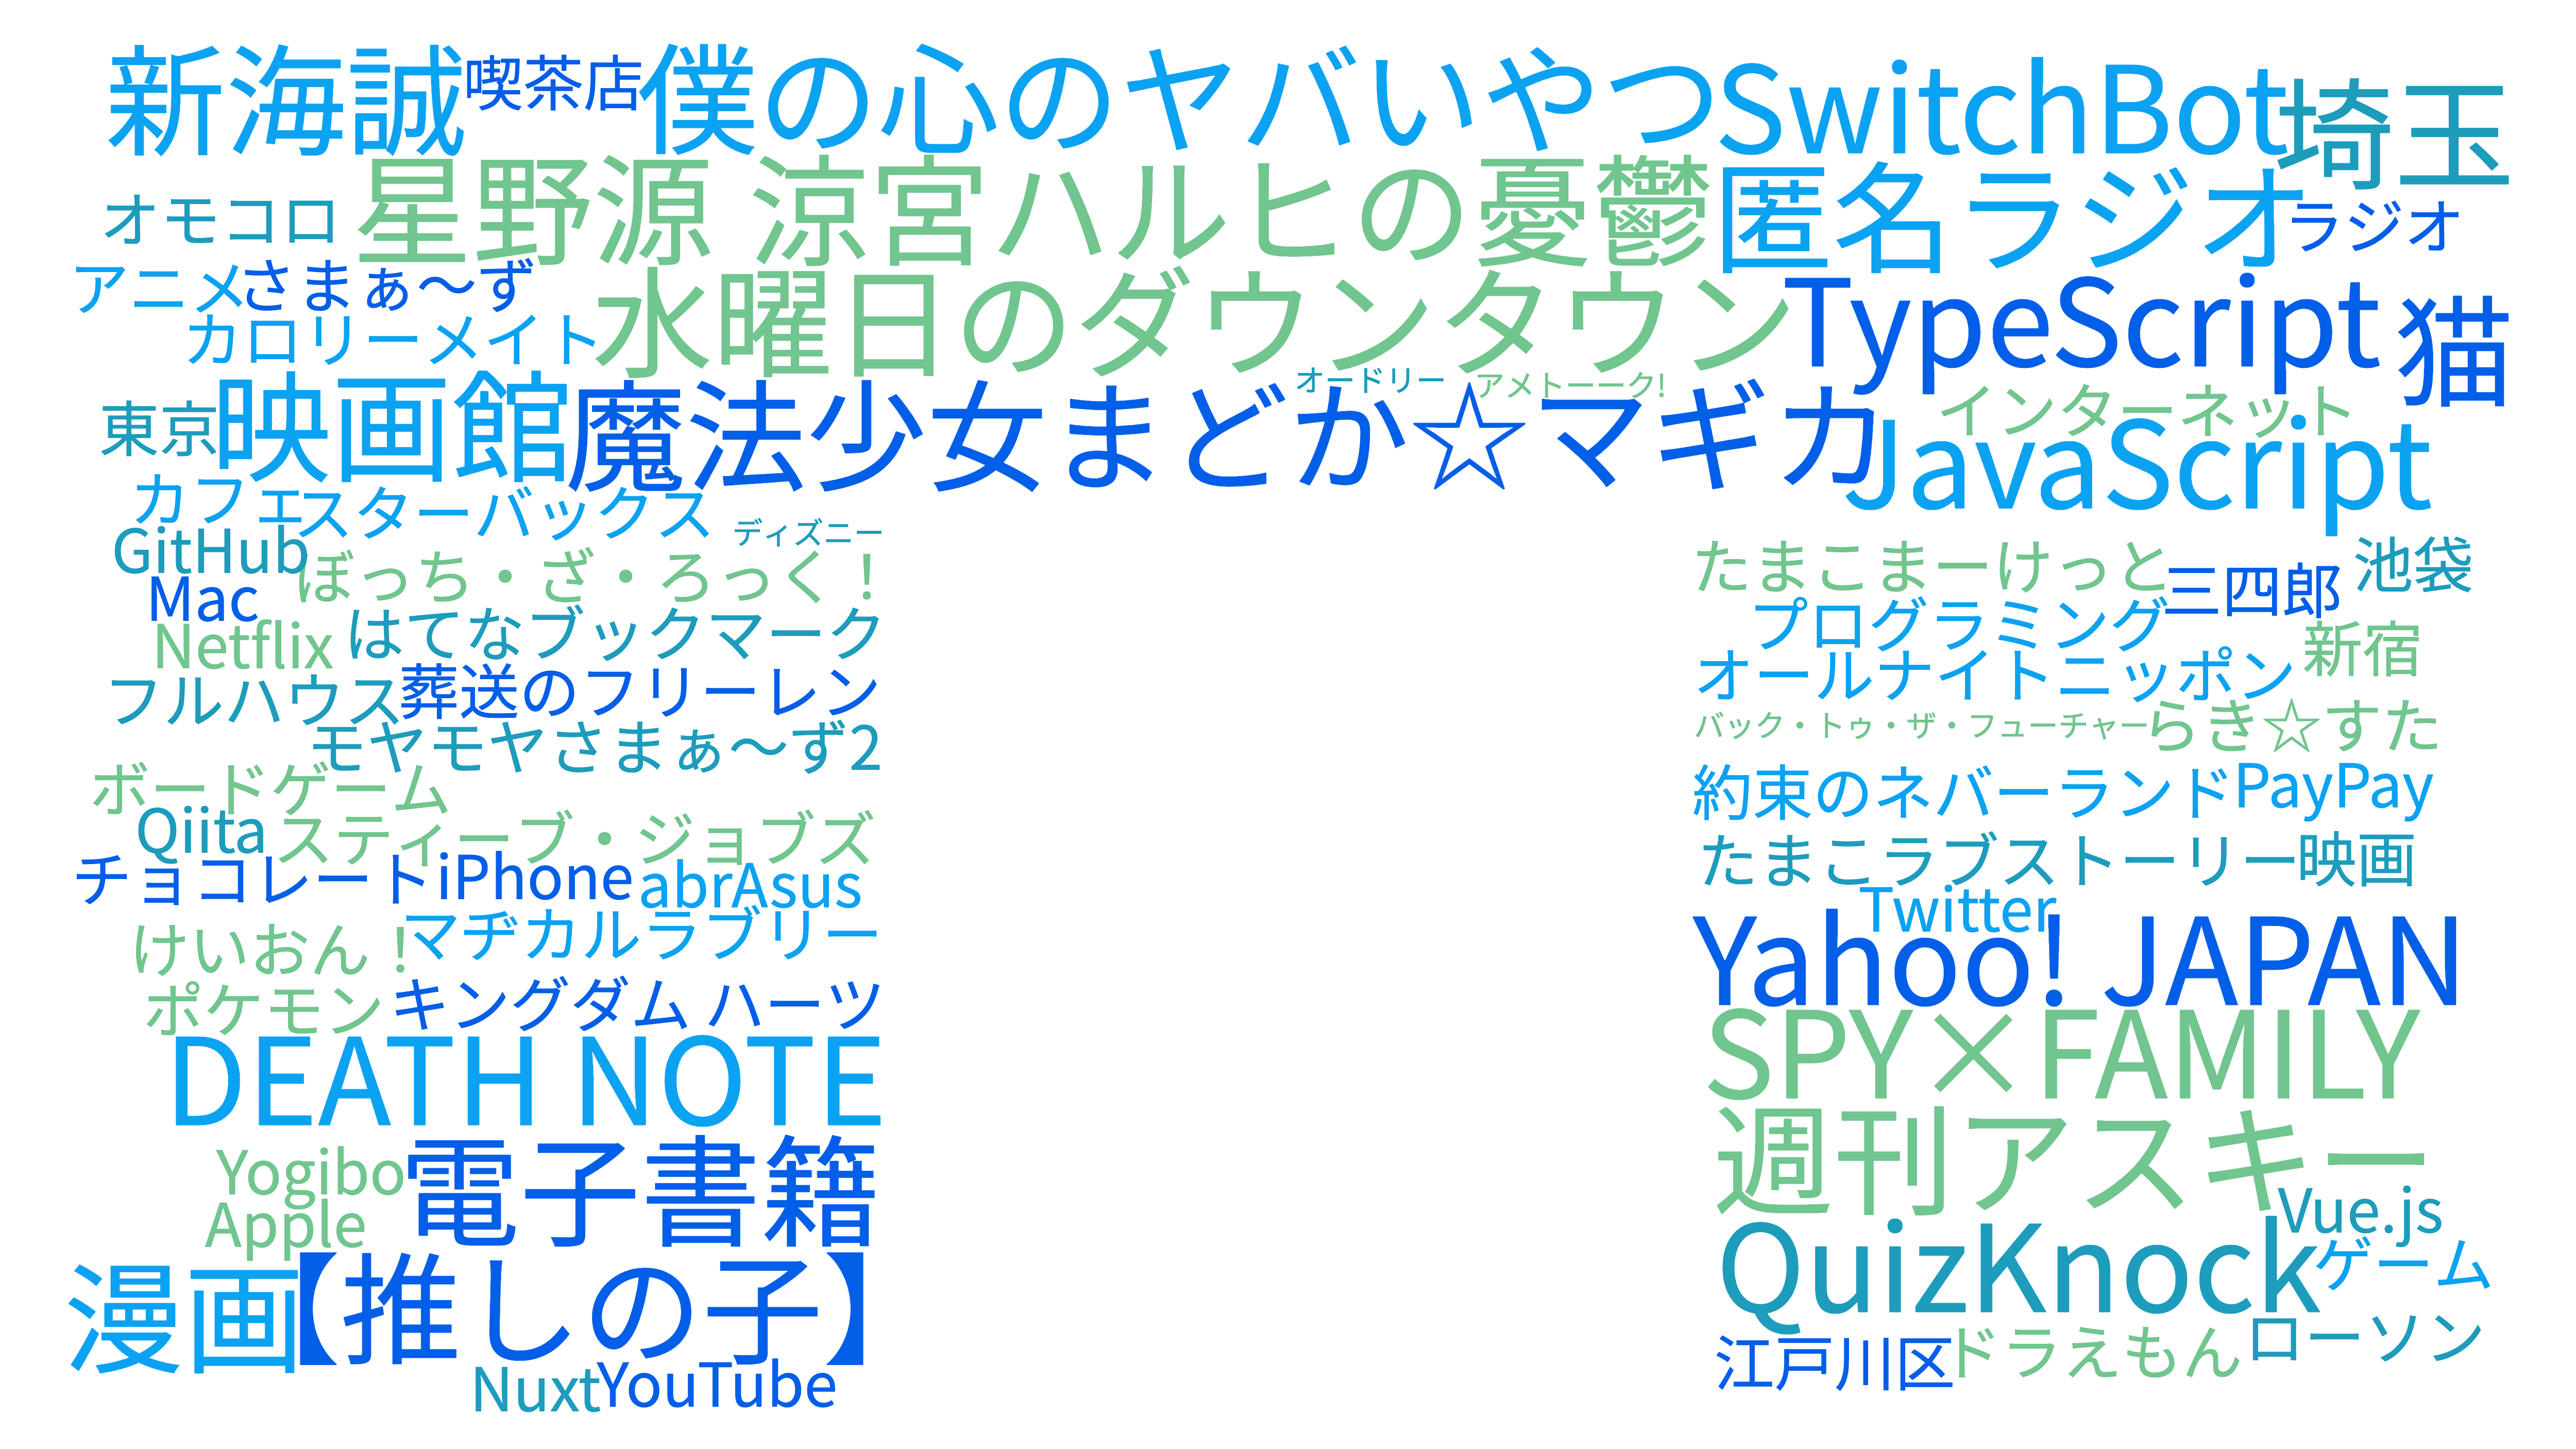 新海誠 喫茶店 僕の心のヤバいやつ SwitchBot 埼玉
オモコロ 星野源 涼宮ハルヒの憂鬱 匿名ラジオ ラジオ
アニメ さまぁ〜ず 水曜日のダウンタウン TypeScript 猫
カロリーメイト
オードリー アメトーーク!
東京 映画館 魔法少女まどか☆マギカ インターネット
JavaScript
カフェ スターバックス ディズニー
GitHub ぼっち・ざ・ろっく！ たまこまーけっと 三四郎 池袋
Mac はてなブックマーク プログラミング
Netflix 新宿
フルハウス 葬送のフリーレン オールナイトニッポン
モヤモヤさまぁ〜ず2 バック・トゥ・ザ・フューチャー らき☆すた
ボードゲーム 約束のネバーランド PayPay
Qiita スティーブ・ジョブズ たまこラブストーリー 映画
チョコレート iPhone abrAsus Twitter
けいおん！ マヂカルラブリー Yahoo! JAPAN
ポケモン キングダム ハーツ
DEATH NOTE SPY×FAMILY
Yogibo 電子書籍 週刊アスキー
Apple Vue.js
漫画 【推しの子】 QuizKnock ゲーム
Nuxt YouTube 江戸川区 ドラえもん ローソン